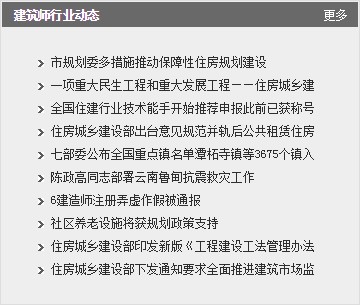 建筑师行业动态
更多
市规划委多措施推动保障性住房规划建设
一项重大民生工程和重大发展工程——住房城乡建
全国住建行业技术能手开始推荐申报此前已获称号
住房城乡建设部出台意见规范并轨后公共租赁住房
七部委公布全国重点镇名单潭柘寺镇等3675个镇入
陈政高同志部署云南鲁甸抗震救灾工作
6建造师注册弄虚作假被通报
社区养老设施将获规划政策支持
住房城乡建设部印发新版《工程建设工法管理办法
住房城乡建设部下发通知要求全面推进建筑市场监